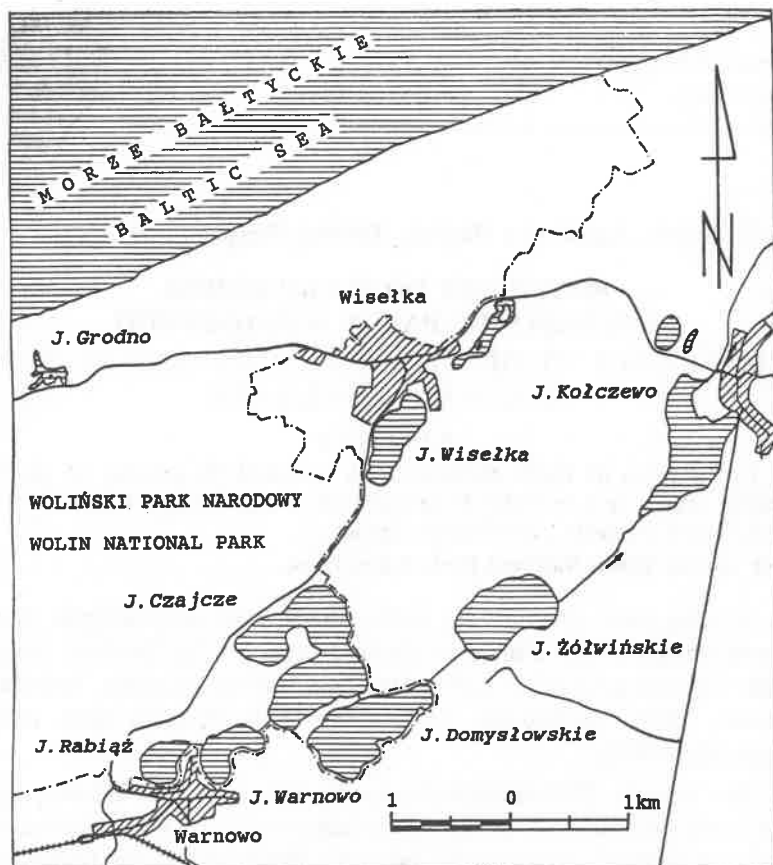 MORZE BAŁTYCKIE
BALTIC SEA
N
Wisełka
J. Grodno
J. Kołczewo
J. Wisełka
WOLIŃSKI PARK NARODOWY
WOLIN NATIONAL PARK
J. Czajcze
J. Żółwińskie
J. Rabiąż
J. Domysłowskie
J. Warnowo
1 0 1km
Warnowo